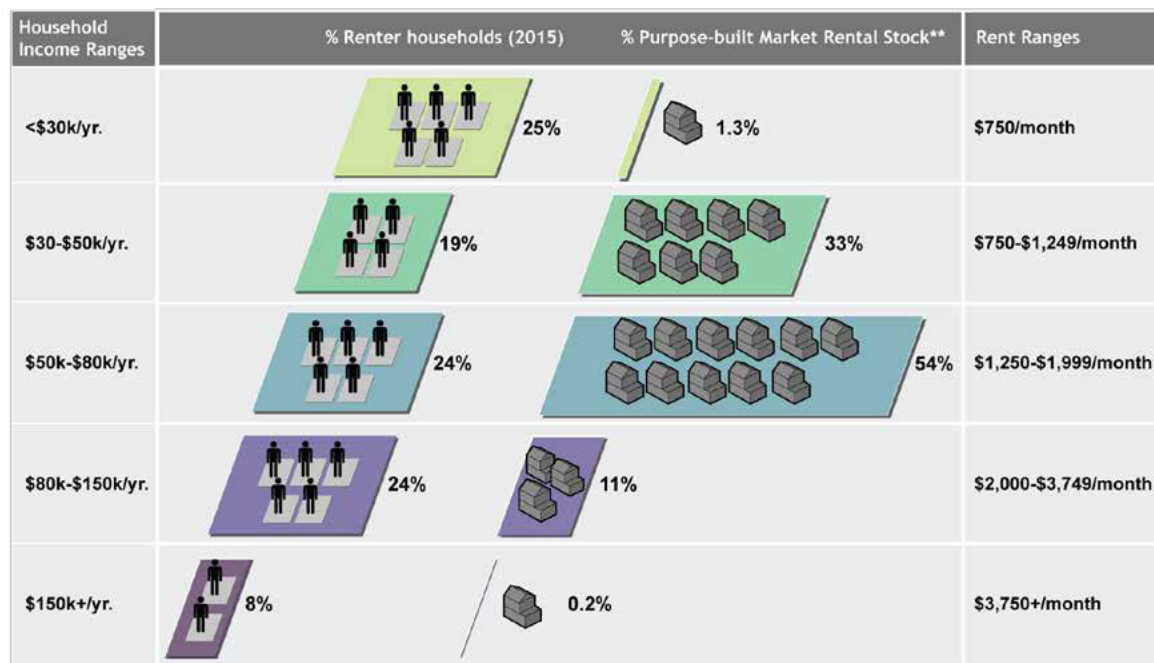 Household
Income Ranges
% Renter households (2015)
% Purpose-built Market Rental Stock**
Rent Ranges
<$30k/yr.
25%
1.3%
$750/month
$30-$50k/yr.
19%
33%
$750-$1,249/month
$50k-$80k/yr.
24%
54%
$1,250-$1,999/month
$80k-$150k/yr.
24%
11%
$2,000-$3,749/month
$150k+/yr.
8%
0.2%
$3,750+/month